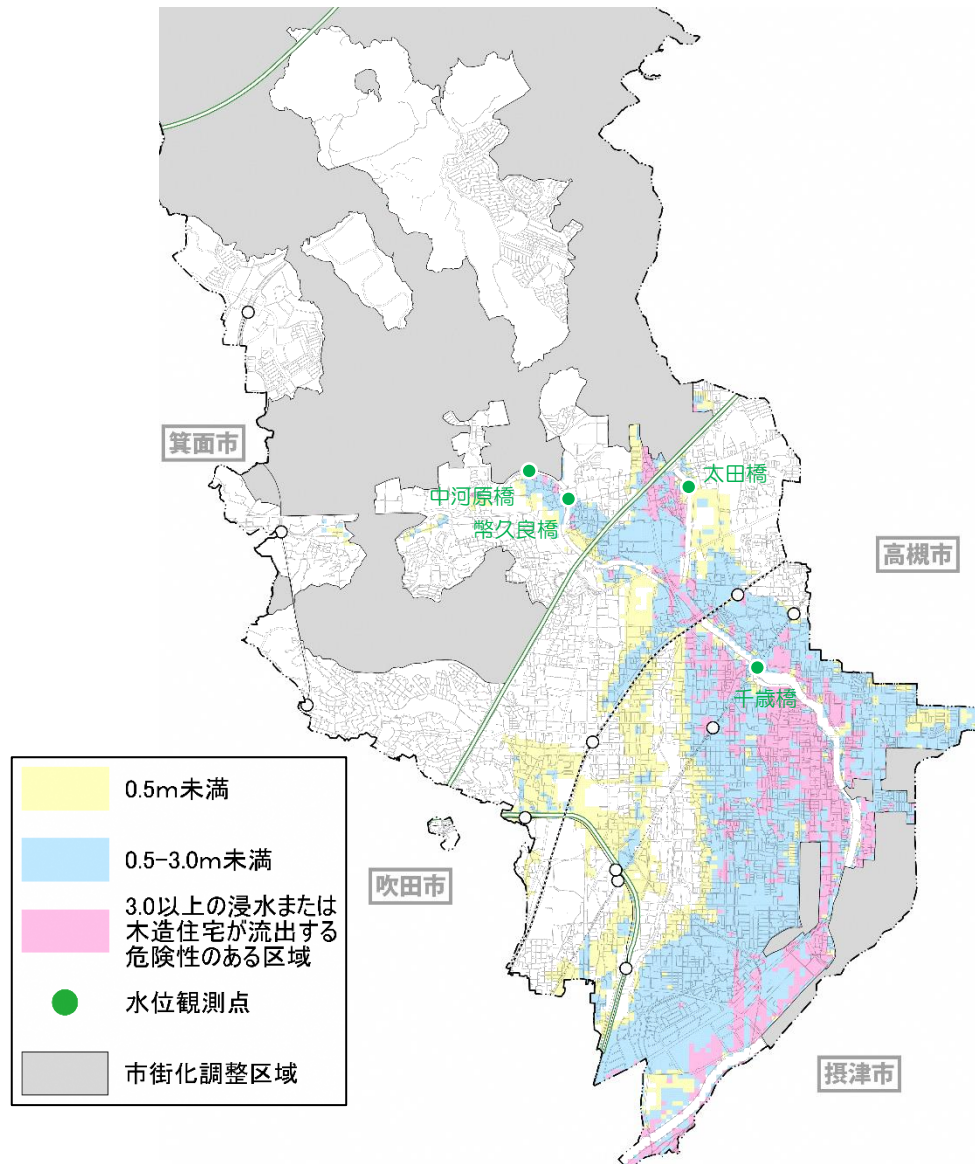 箕面市
太田橋
中河原橋
幣久良橋
高槻市
千歳橋
0.5m未満
0.5-3.0m未満
3.0以上の浸水または
木造住宅が流出する
危険性のある区域
水位観測点
市街化調整区域
吹田市
摂津市